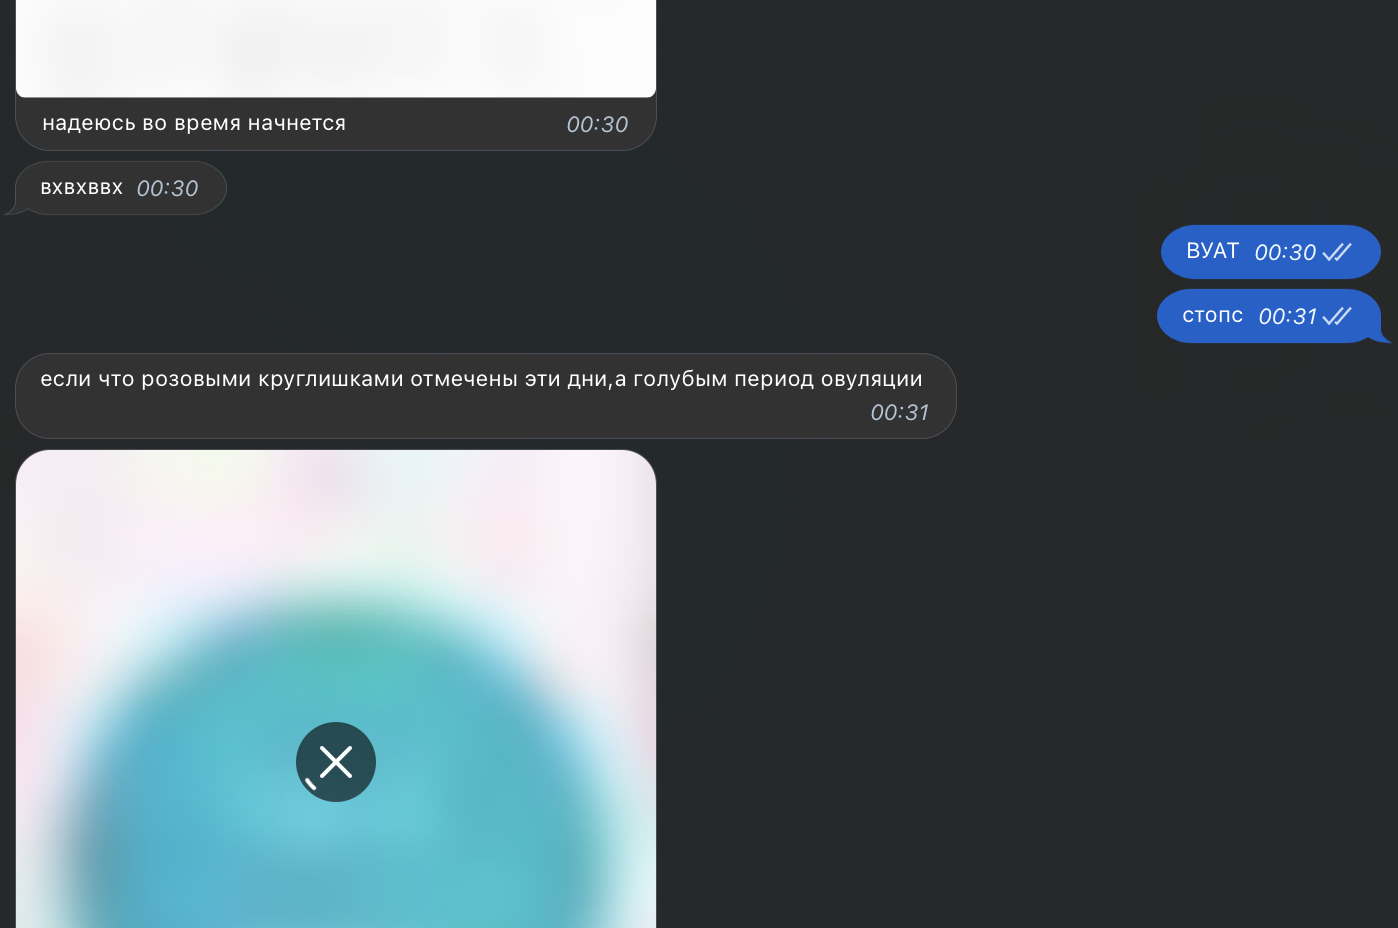 надеюсь во время начнется 00:30
вхвхввх 00:30
ВУАТ 00:30
стопс 00:31
если что розовыми круглишками отмечены эти дни,а голубым период овуляции
00:31